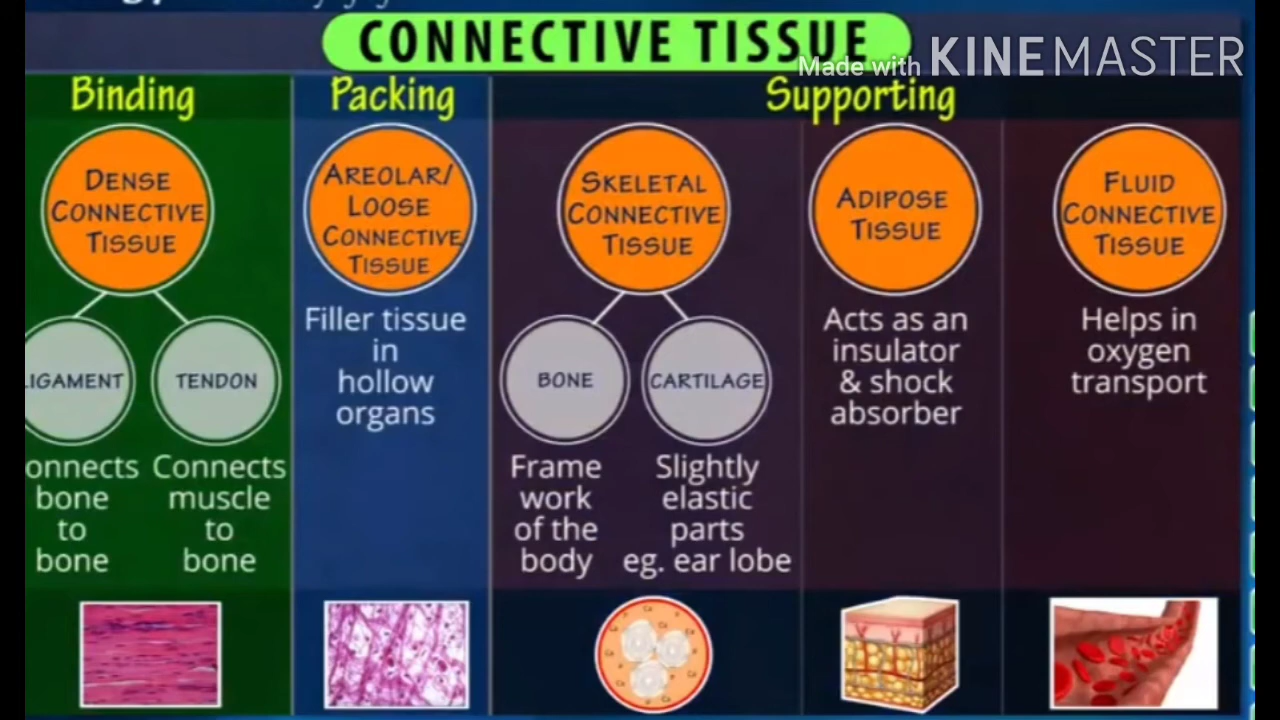 CONNECTIVE TISSUE
Made with KINEMASTER
Binding
Packing
Supporting
DENSE
CONNECTIVE
TISSUE
AREOLAR/
LOOSE
CONNECTIVE
TISSUE
SKELETAL
CONNECTIVE
TISSUE
ADIPOSE
TISSUE
FLUID
CONNECTIVE
TISSUE
IGAMENT
TENDON
Filler tissue
in
hollow
organs
BONE
CARTILAGE
Acts as an
insulator
& shock
absorber
Helps in
oxygen
transport
onnects
bone
to
bone
Connects
muscle
to
bone
Frame
work
of the
body
Slightly
elastic
parts
eg. ear lobe